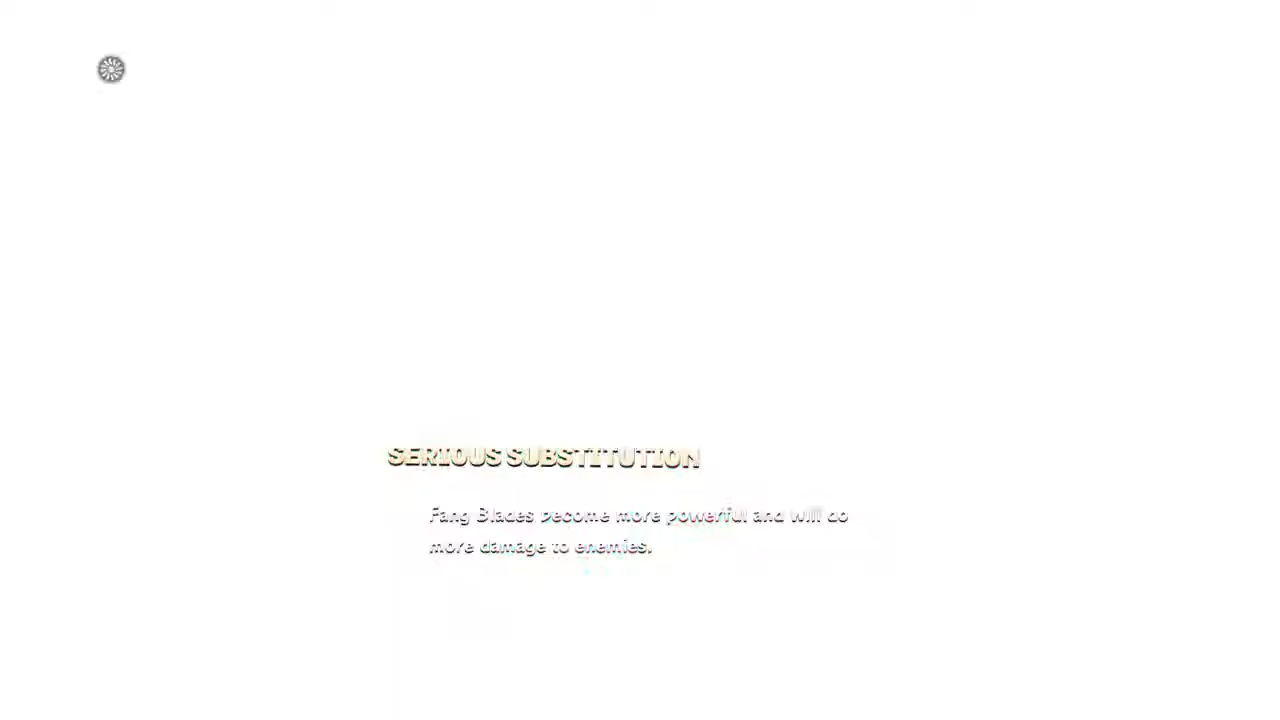 SERIOUS SUBSTITUTION
Fang Blades become more powerful and will do
more damage to enemies.